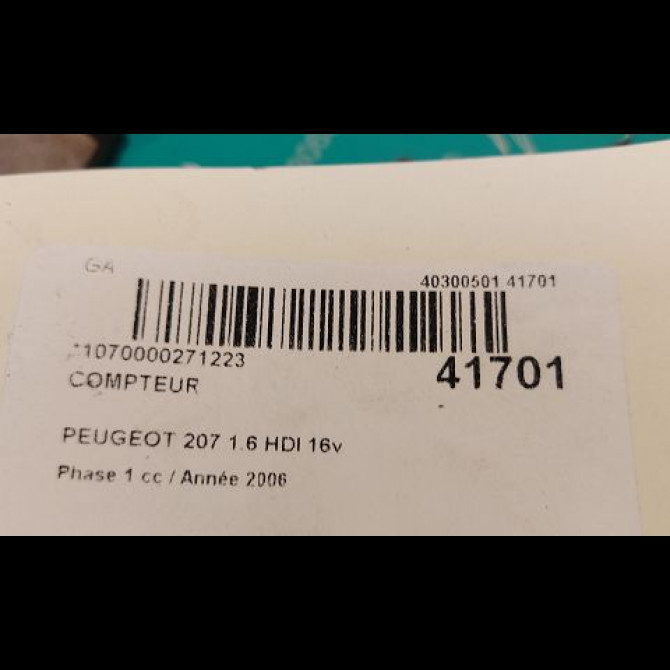 GA
40300501 41701
*1070000271223
41701
COMPTEUR
PEUGEOT 207 1.6 HDI 16v
Phase 1 cc / Année 2006